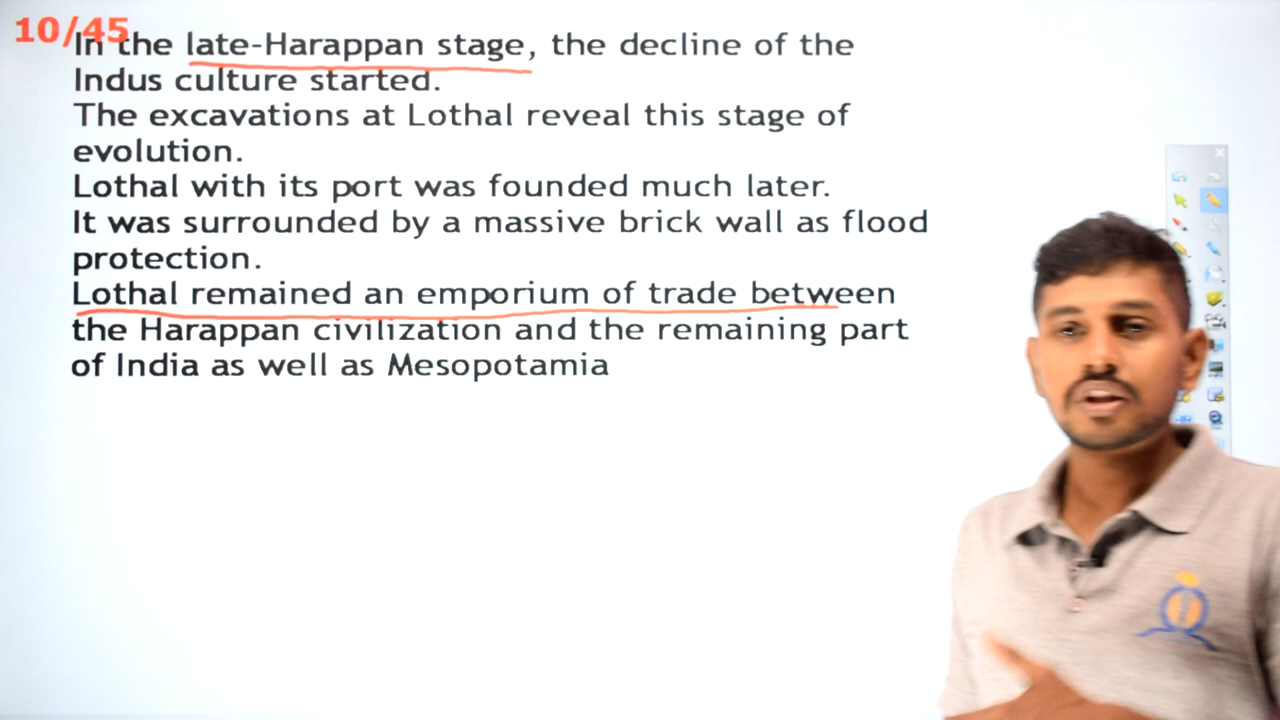 10/45
In the late-Harappan stage, the decline of the
Indus culture started.
The excavations at Lothal reveal this stage of
evolution.
Lothal with its port was founded much later.
It was surrounded by a massive brick wall as flood
protection.
Lothal remained an emporium of trade between
the Harappan civilization and the remaining part
of India as well as Mesopotamia